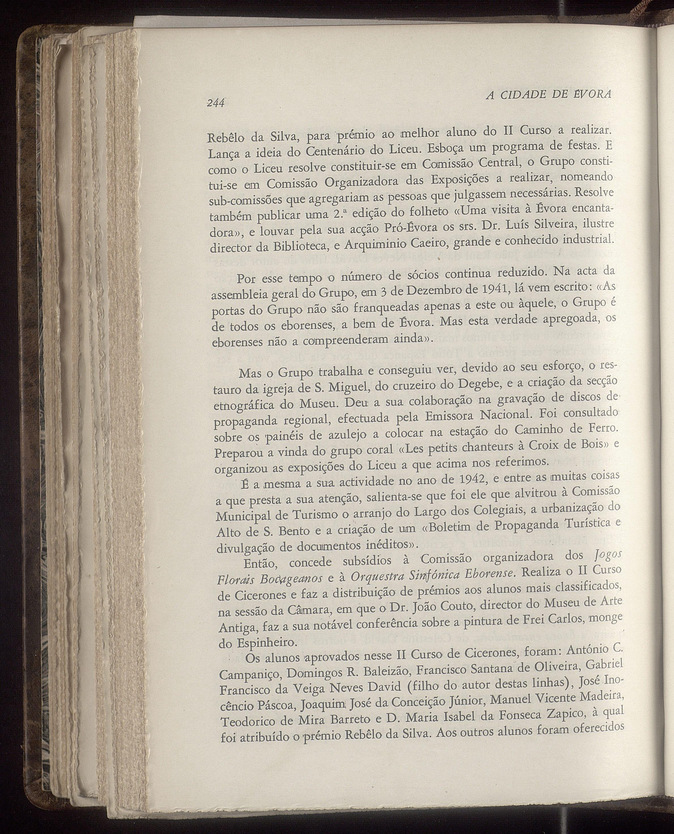 244
A CIDADE DE ÉVORA
Rebêlo da Silva, para prémio ao melhor aluno do II Curso a realizar.
Lança a ideia do Centenário do Liceu. Esboça um programa de festas. E
como o Liceu resolve constituir-se em Comissão Central, o Grupo consti-
tui-se em Comissão Organizadora das Exposições a realizar, nomeando
sub-comissões que agregariam as pessoas que julgassem necessárias. Resolve
também publicar uma 2.ª edição do folheto «Uma visita à Évora encanta-
dora», e louvar pela sua acção Pró-Évora os srs. Dr. Luís Silveira, ilustre
director da Biblioteca, e Arquiminio Caeiro, grande e conhecido industrial.
Por esse tempo o número de sócios continua reduzido. Na acta da
assembleia geral do Grupo, em 3 de Dezembro de 1941, lá vem escrito: «As
portas do Grupo não são franqueadas apenas a este ou àquele, o Grupo é
de todos os eborenses, a bem de Évora. Mas esta verdade apregoada, os
eborenses não a compreenderam ainda».
Mas o Grupo trabalha e conseguiu ver, devido ao seu esforço, o res-
tauro da igreja de S. Miguel, do cruzeiro do Degebe, e a criação da secção
etnográfica do Museu. Deu a sua colaboração na gravação de discos de
propaganda regional, efectuada pela Emissora Nacional. Foi consultado
sobre os painéis de azulejo a colocar na estação do Caminho de Ferro.
Preparou a vinda do grupo coral «Les petits chanteurs à Croix de Bois» e
organizou as exposições do Liceu a que acima nos referimos.
É a mesma a sua actividade no ano de 1942, e entre as muitas coisas
a que presta a sua atenção, salienta-se que foi ele que alvitrou à Comissão
Municipal de Turismo o arranjo do Largo dos Colegiais, a urbanização do
Alto de S. Bento e a criação de um «Boletim de Propaganda Turística e
divulgação de documentos inéditos».
Então, concede subsídios à Comissão organizadora dos Jogos
Florais Bocageanos e à Orquestra Sinfónica Eborense. Realiza o II Curso
de Cicerones e faz a distribuição de prémios aos alunos mais classificados,
na sessão da Câmara, em que o Dr. João Couto, director do Museu de Arte
Antiga, faz a sua notável conferência sobre a pintura de Frei Carlos, monge
do Espinheiro.
Os alunos aprovados nesse II Curso de Cicerones, foram: António C.
Campaniço, Domingos R. Baleizão, Francisco Santana de Oliveira, Gabriel
Francisco da Veiga Neves David (filho do autor destas linhas), José Ino-
cêncio Páscoa, Joaquim José da Conceição Júnior, Manuel Vicente Madeira,
Teodorico de Mira Barreto e D. Maria Isabel da Fonseca Zapico, à qual
foi atribuído o prémio Rebêlo da Silva. Aos outros alunos foram oferecidos